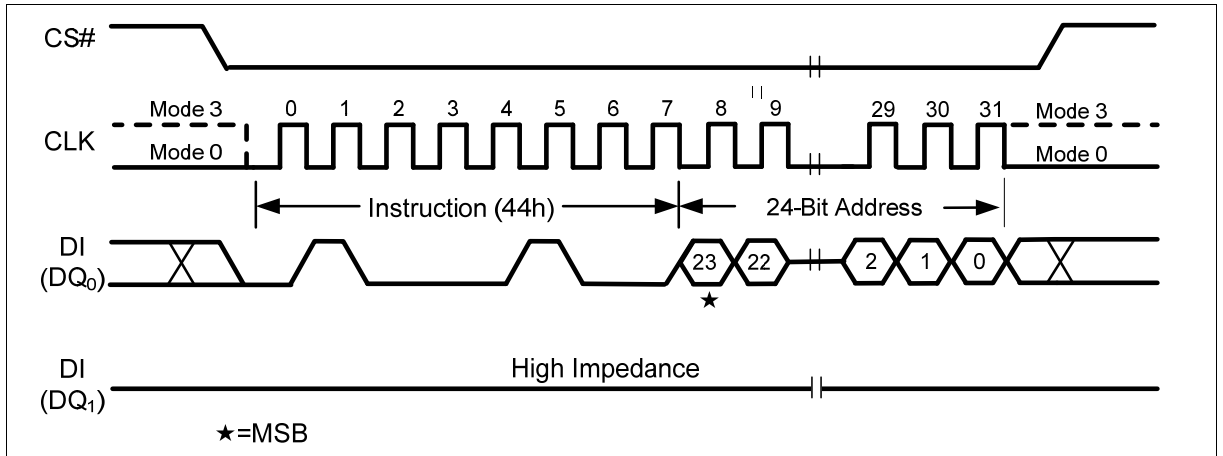 CS#
Mode 3 0 1 2 3 4 5 6 7 8 9 29 30 31 Mode 3
CLK
Mode 0 Mode 0
Instruction (44h) 24-Bit Address
DI
(DQ₀)
23 22 2 1 0
★
High Impedance
DI
(DQ₁)
★=MSB